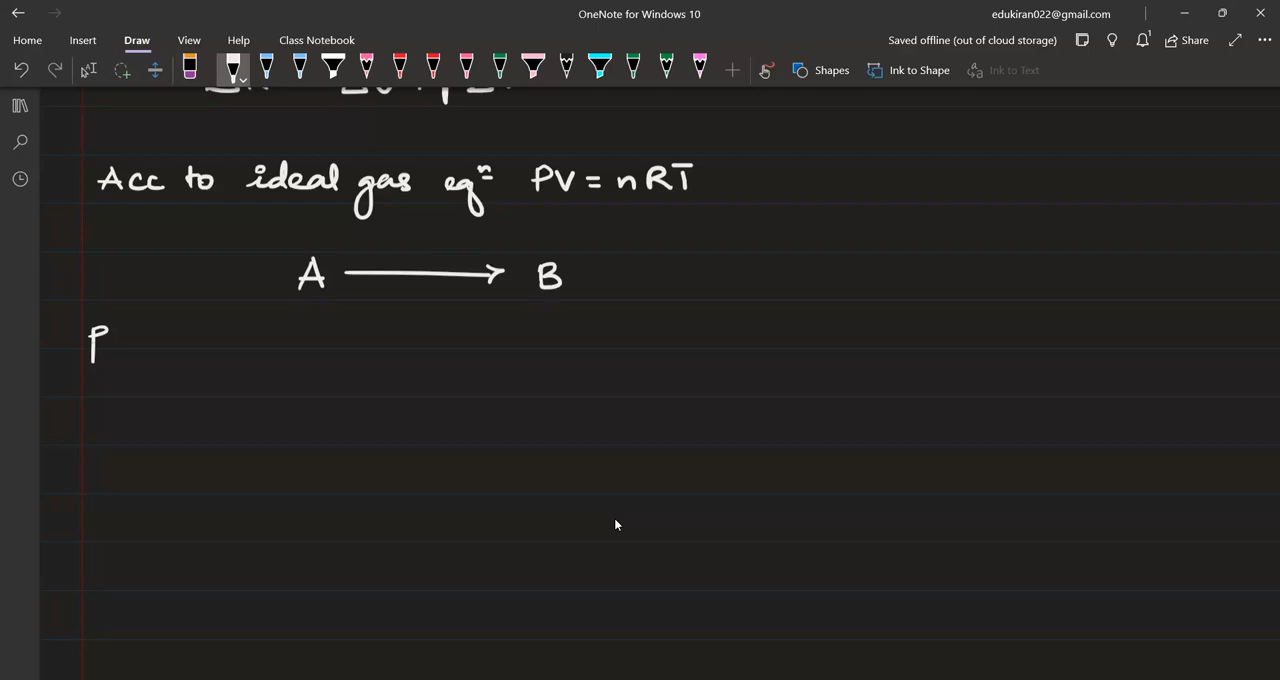 OneNote for Windows 10
edukiran022@gmail.com
Home Insert Draw View Help Class Notebook
Saved offline (out of cloud storage) Share
Shapes Ink to Shape Ink to Text
Acc to ideal gas eqⁿ PV = nRT
A ⟶ B
P